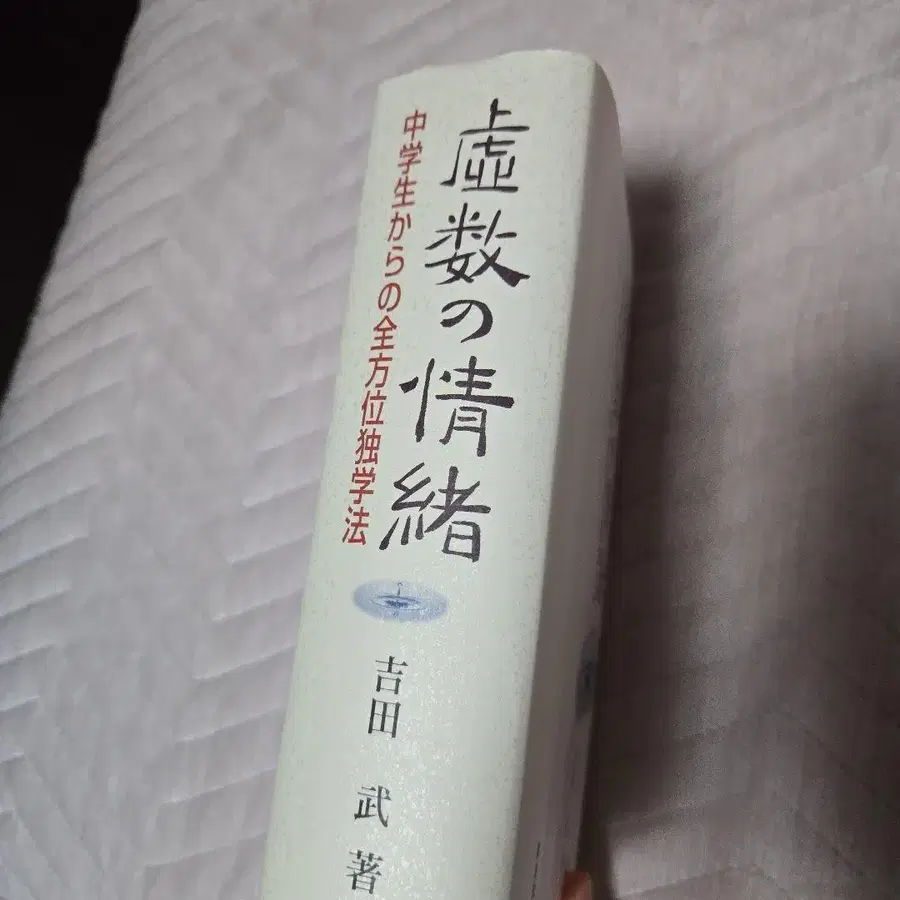 虚数の情緒
中学生からの全方位独学法
吉田 武 著